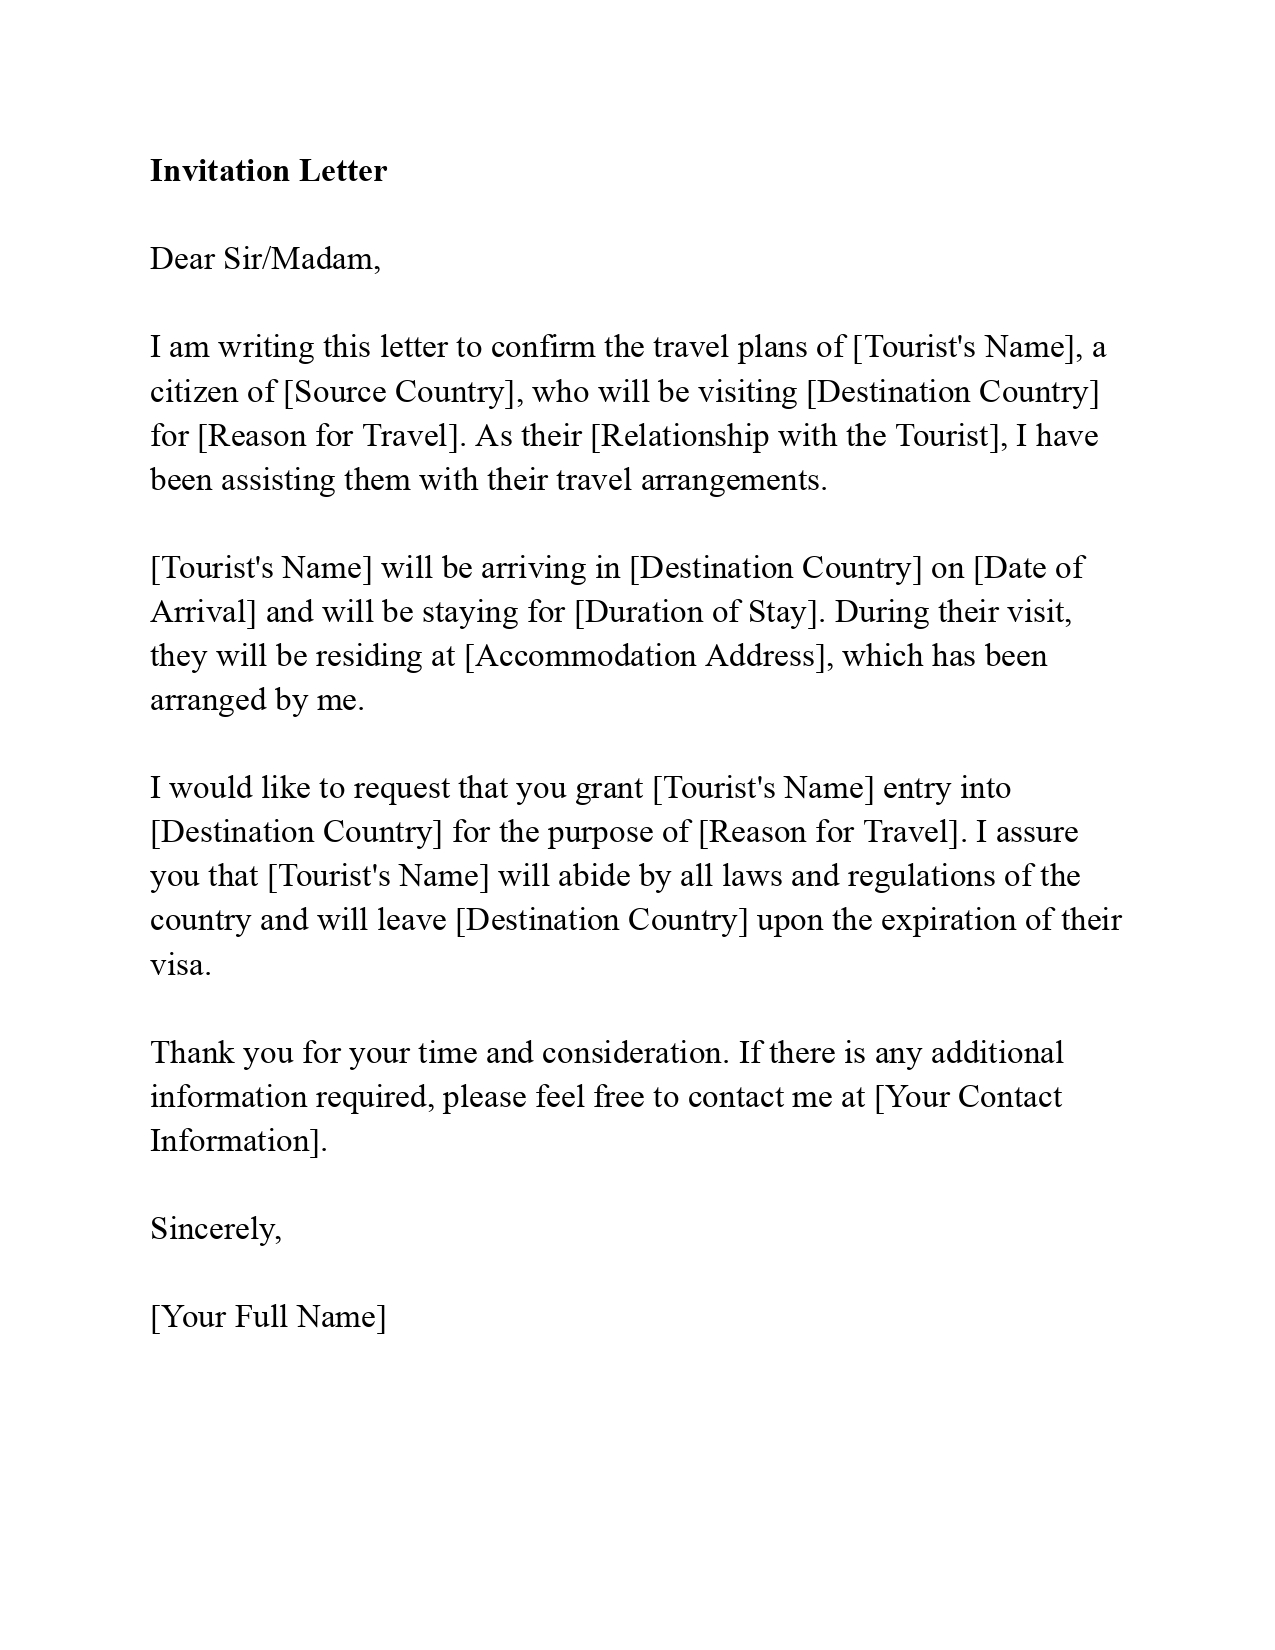 Invitation Letter
Dear Sir/Madam,
I am writing this letter to confirm the travel plans of [Tourist's Name], a
citizen of [Source Country], who will be visiting [Destination Country]
for [Reason for Travel]. As their [Relationship with the Tourist], I have
been assisting them with their travel arrangements.
[Tourist's Name] will be arriving in [Destination Country] on [Date of
Arrival] and will be staying for [Duration of Stay]. During their visit,
they will be residing at [Accommodation Address], which has been
arranged by me.
I would like to request that you grant [Tourist's Name] entry into
[Destination Country] for the purpose of [Reason for Travel]. I assure
you that [Tourist's Name] will abide by all laws and regulations of the
country and will leave [Destination Country] upon the expiration of their
visa.
Thank you for your time and consideration. If there is any additional
information required, please feel free to contact me at [Your Contact
Information].
Sincerely,
[Your Full Name]